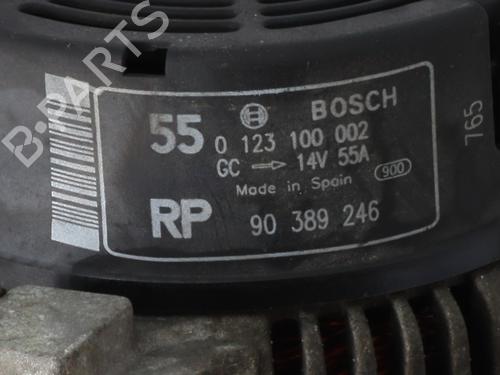 B-PARTS
55 BOSCH
0 123 100 002
GC 14V 55A
Made in Spain 900
RP 90 389 246
765